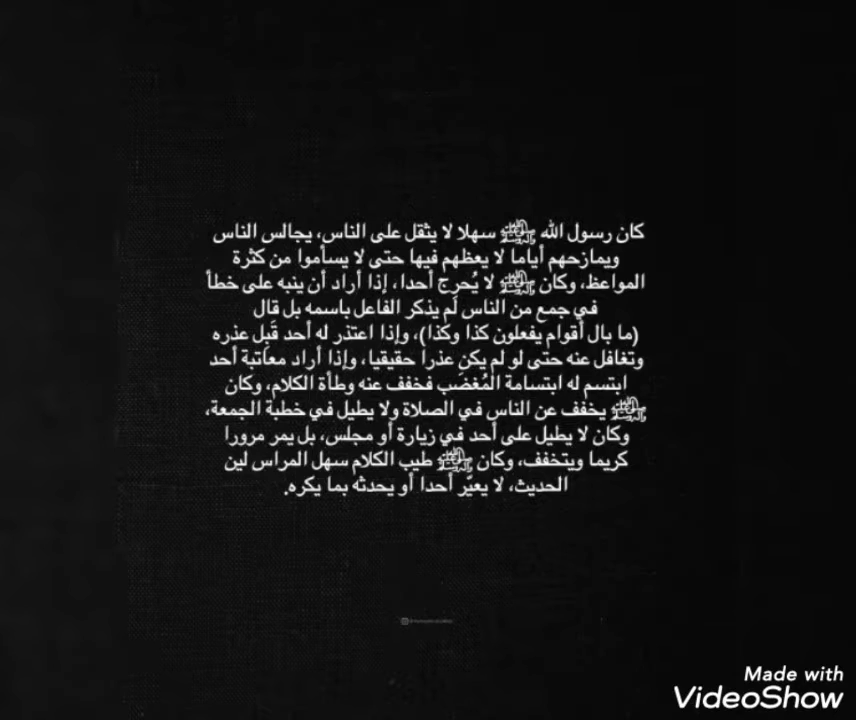 كان رسول الله ﷺ سهلا لا يثقل على الناس، يجالس الناس
ويمازحهم أياما لا يعظهم فيها حتى لا يسأموا من كثرة
المواعظ، وكان ﷺ لا يُحرِج أحدا، إذا أراد أن ينبه على خطأ
في جمع من الناس لم يذكر الفاعل باسمه بل قال
(ما بال أقوام يفعلون كذا وكذا)، وإذا اعتذر له أحد قَبِل عذره
وتغافل عنه حتى لو لم يكن عذرا حقيقيا، وإذا أراد معاتبة أحد
ابتسم له ابتسامة المُغضَب فخفف عنه وطأة الكلام، وكان
ﷺ يخفف عن الناس في الصلاة ولا يطيل في خطبة الجمعة،
وكان لا يطيل على أحد في زيارة أو مجلس، بل يمر مرورا
كريما ويتخفف، وكان ﷺ طيب الكلام سهل المراس لين
الحديث، لا يعيّر أحدا أو يحدثه بما يكره.
Made with
VideoShow